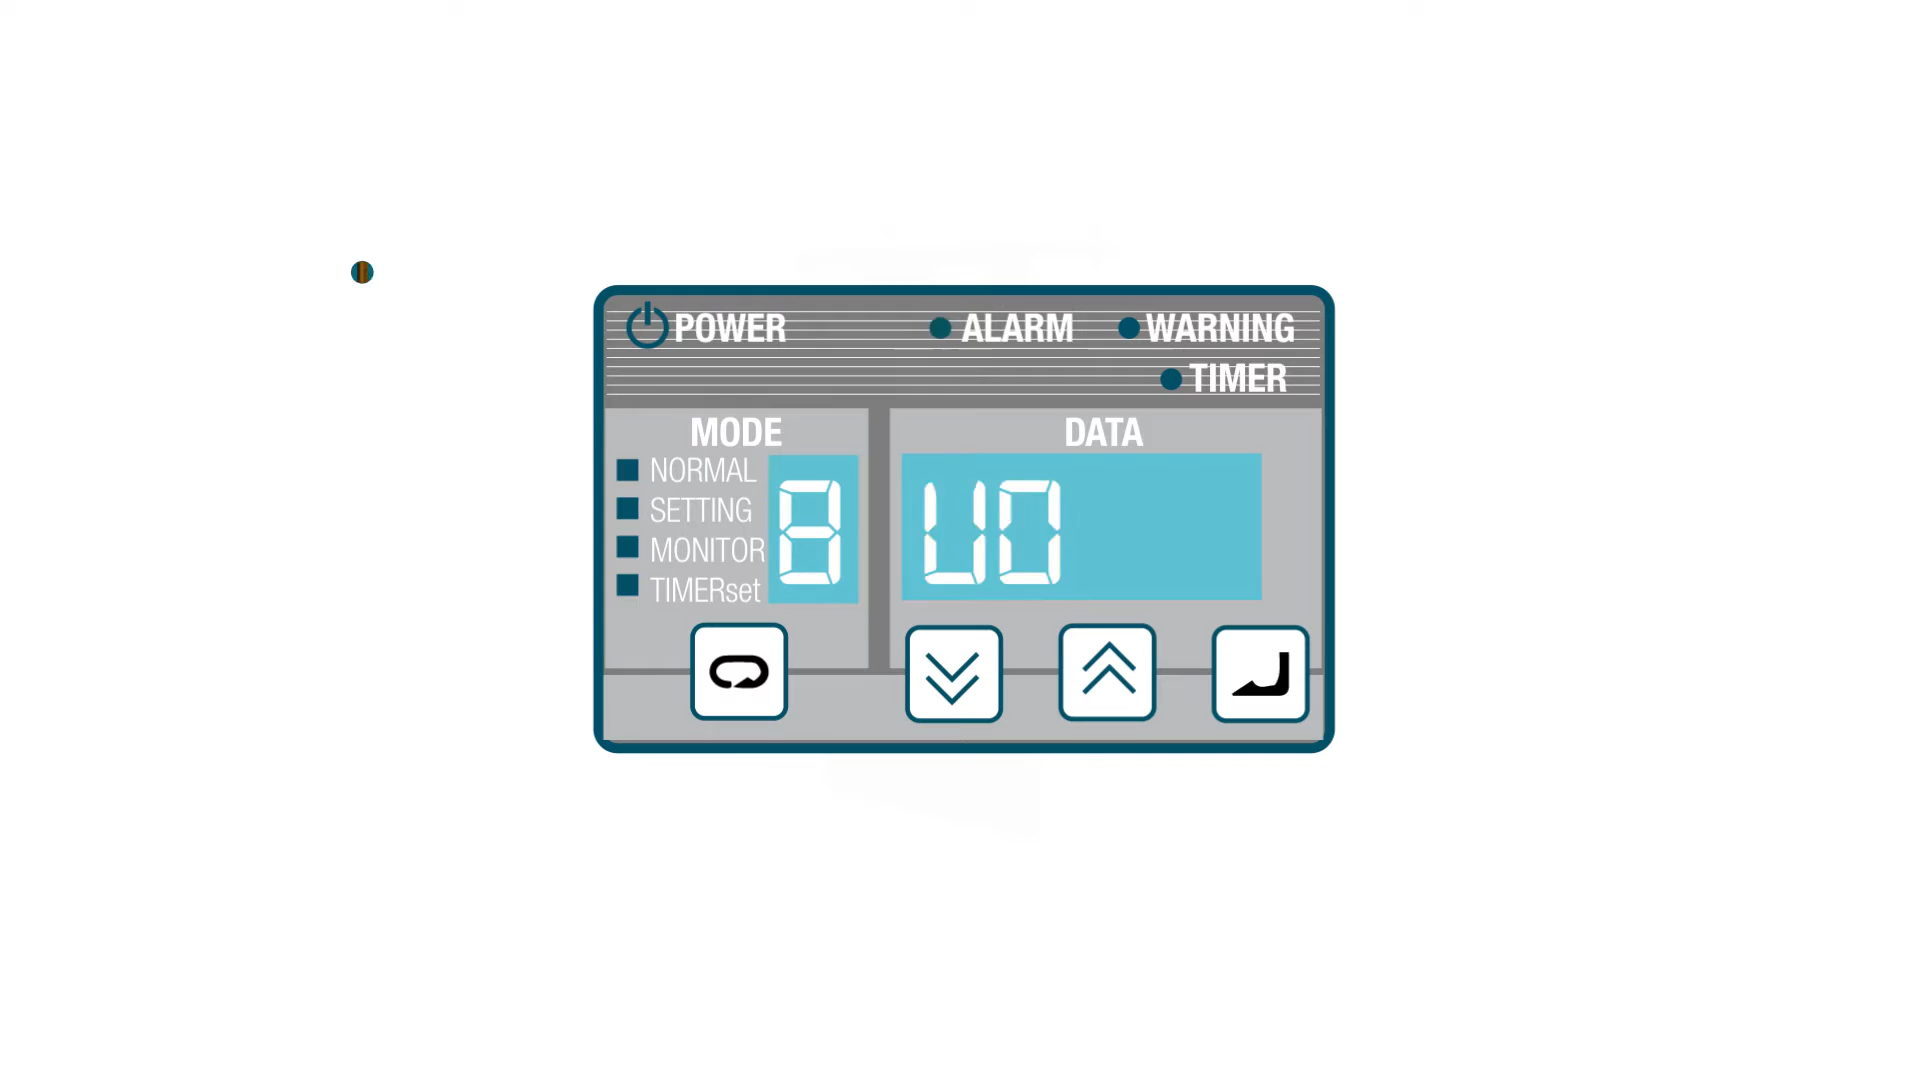 POWER ALARM WARNING
TIMER
MODE DATA
NORMAL
SETTING
MONITOR
TIMERset
8 U0